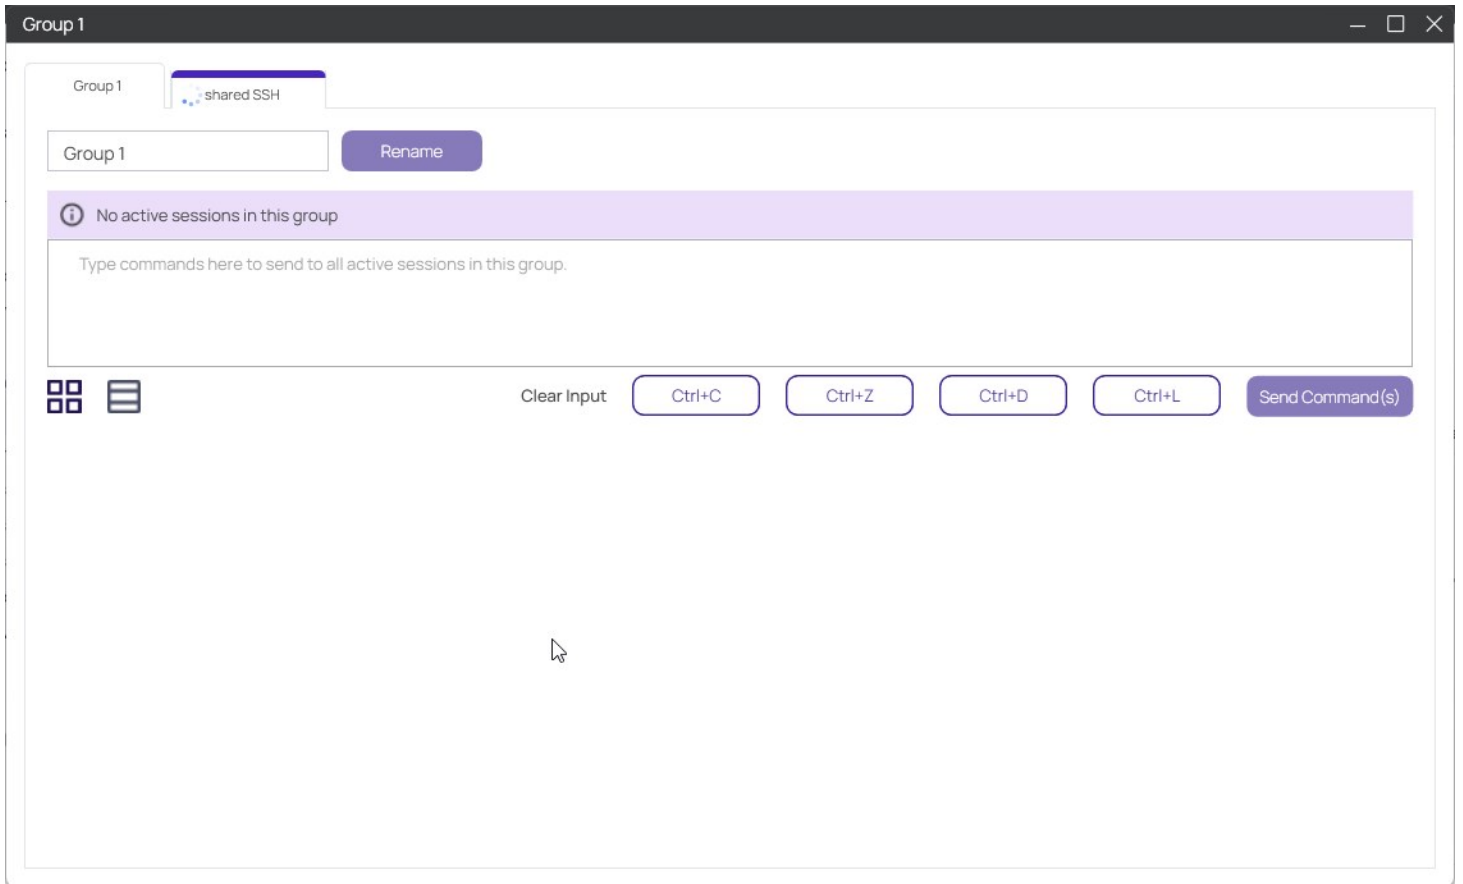 Group 1
Group 1
shared SSH
Group 1
Rename
No active sessions in this group
Type commands here to send to all active sessions in this group.
Clear Input Ctrl+C Ctrl+Z Ctrl+D Ctrl+L Send Command(s)